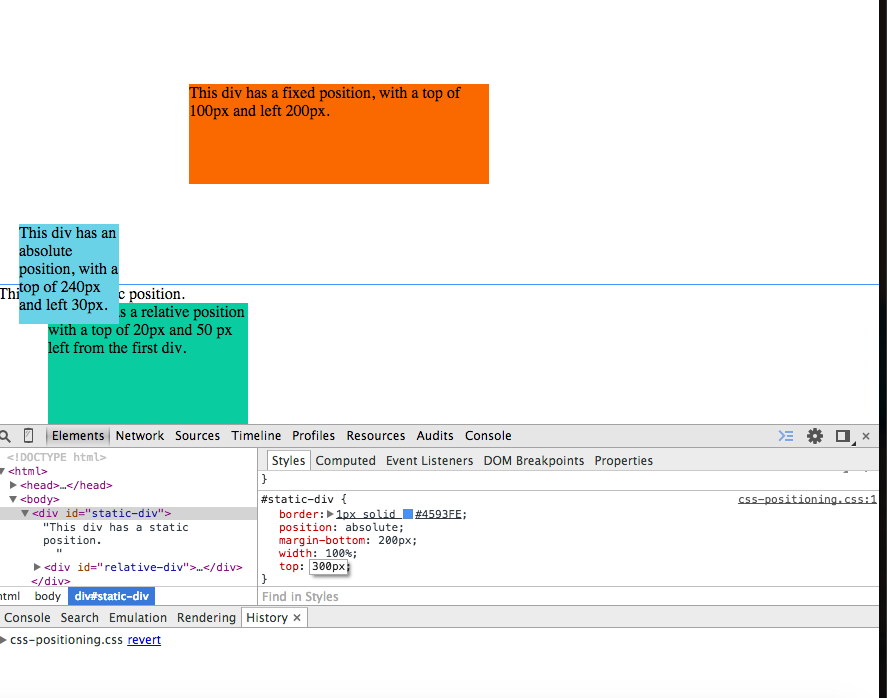 This div has a fixed position, with a top of
100px and left 200px.
This div has an
absolute
position, with a
top of 240px
and left 30px.
Thi
c position.
s a relative position
with a top of 20px and 50 px
left from the first div.
Elements Network Sources Timeline Profiles Resources Audits Console
<!DOCTYPE html>
<html>
<head>…</head>
<body>
<div id="static-div">
"This div has a static
position.
"
<div id="relative-div">…</div>
</div>
html body div#static-div
Styles Computed Event Listeners DOM Breakpoints Properties
}
#static-div { css-positioning.css:1
border: 1px solid #4593FE;
position: absolute;
margin-bottom: 200px;
width: 100%;
top: 300px;
}
Find in Styles
Console Search Emulation Rendering History ×
css-positioning.css revert